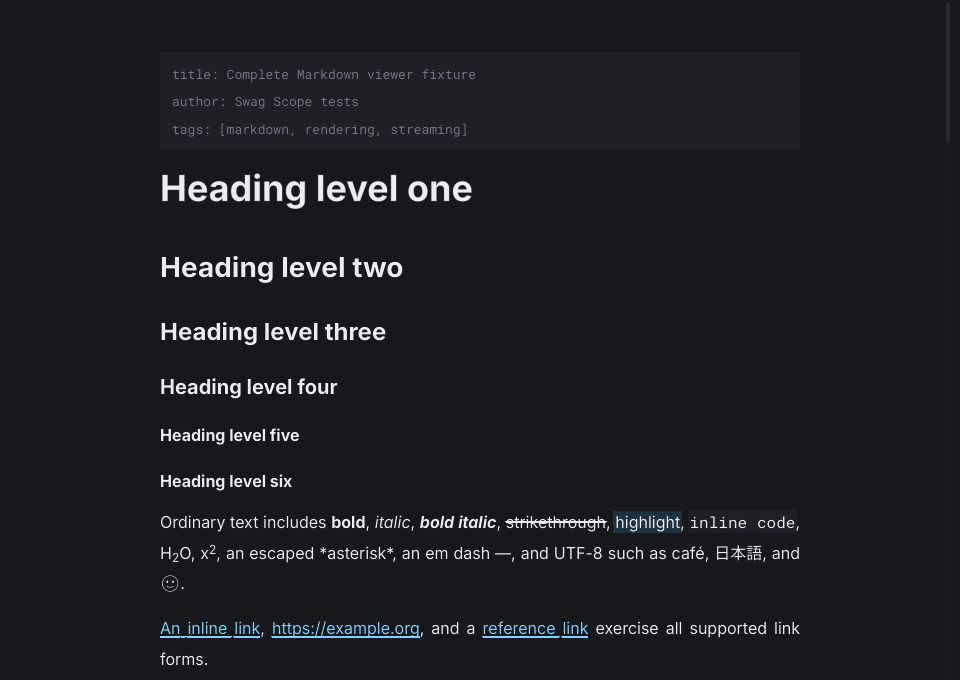 title: Complete Markdown viewer fixture
author: Swag Scope tests
tags: [markdown, rendering, streaming]
Heading level one
Heading level two
Heading level three
Heading level four
Heading level five
Heading level six
Ordinary text includes bold, italic, bold italic, strikethrough, highlight, inline code,
H₂O, x², an escaped *asterisk*, an em dash —, and UTF-8 such as café, 日本語, and
☺.
An inline link, https://example.org, and a reference link exercise all supported link
forms.